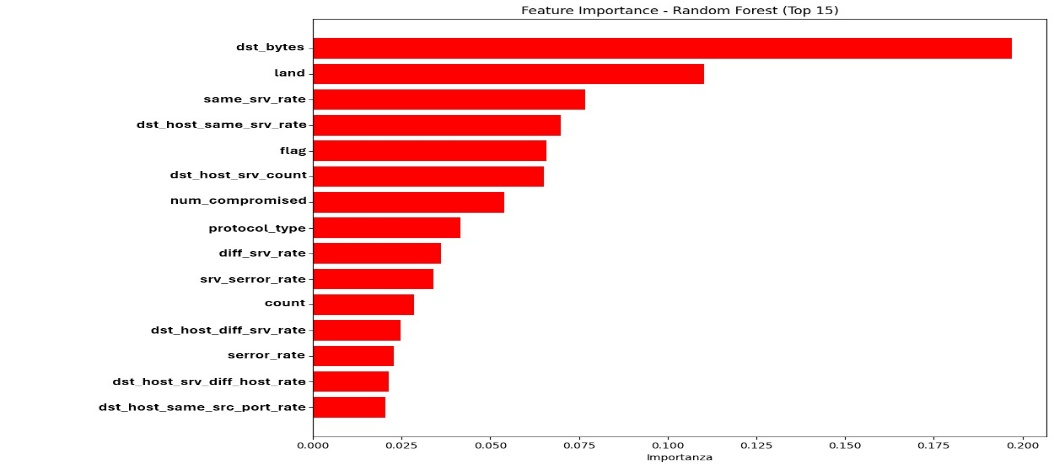 Feature Importance - Random Forest (Top 15)
dst_bytes
land
same_srv_rate
dst_host_same_srv_rate
flag
dst_host_srv_count
num_compromised
protocol_type
diff_srv_rate
srv_serror_rate
count
dst_host_diff_srv_rate
serror_rate
dst_host_srv_diff_host_rate
dst_host_same_src_port_rate
0.000 0.025 0.050 0.075 0.100 0.125 0.150 0.175 0.200
Importanza